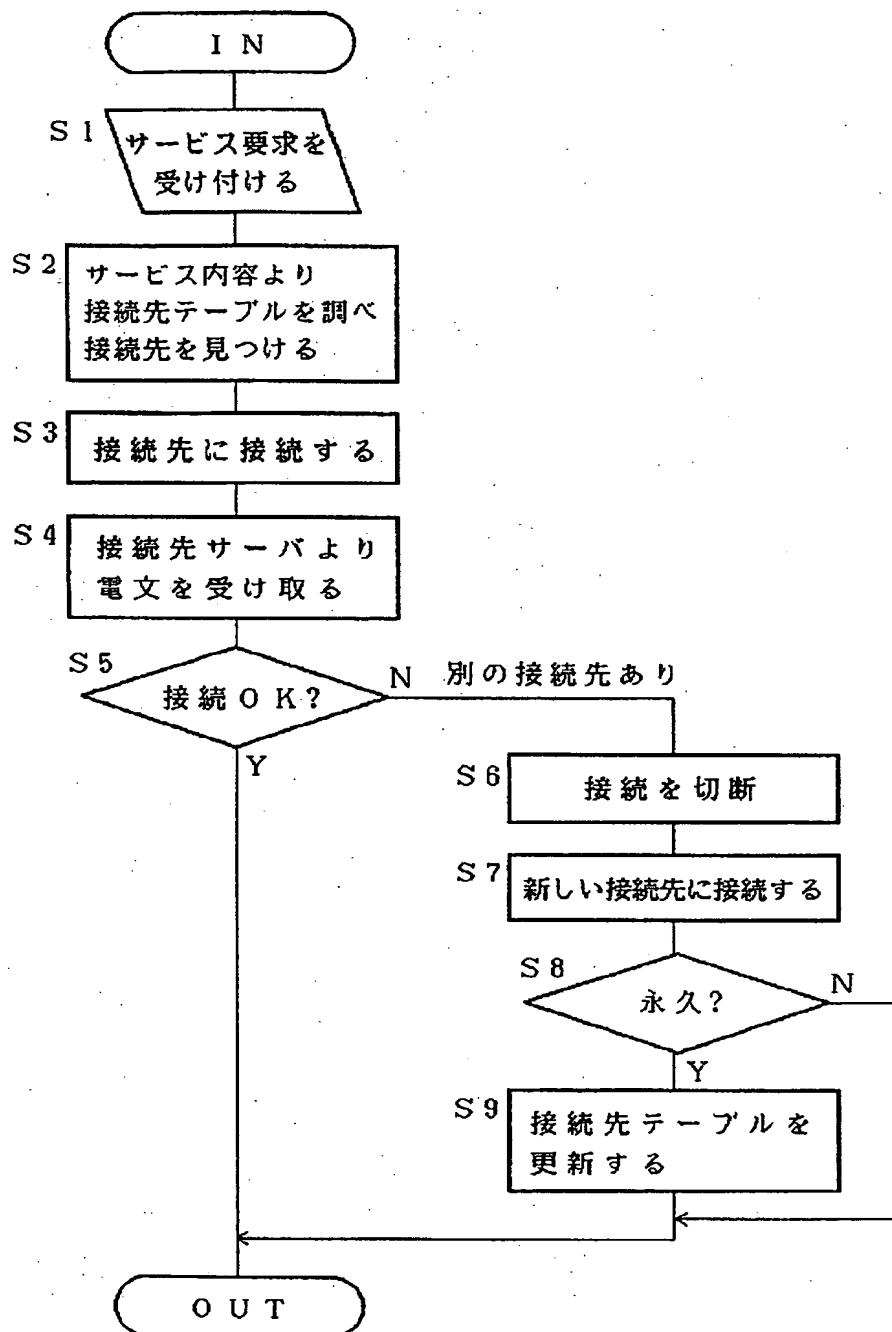 IN
S1
サービス要求を
受け付ける
S2
サービス内容より
接続先テーブルを調べ
接続先を見つける
S3
接続先に接続する
S4
接続先サーバより
電文を受け取る
S5
接続OK?
N 別の接続先あり
Y
S6
接続を切断
S7
新しい接続先に接続する
S8
永久?
N
Y
S9
接続先テーブルを
更新する
OUT